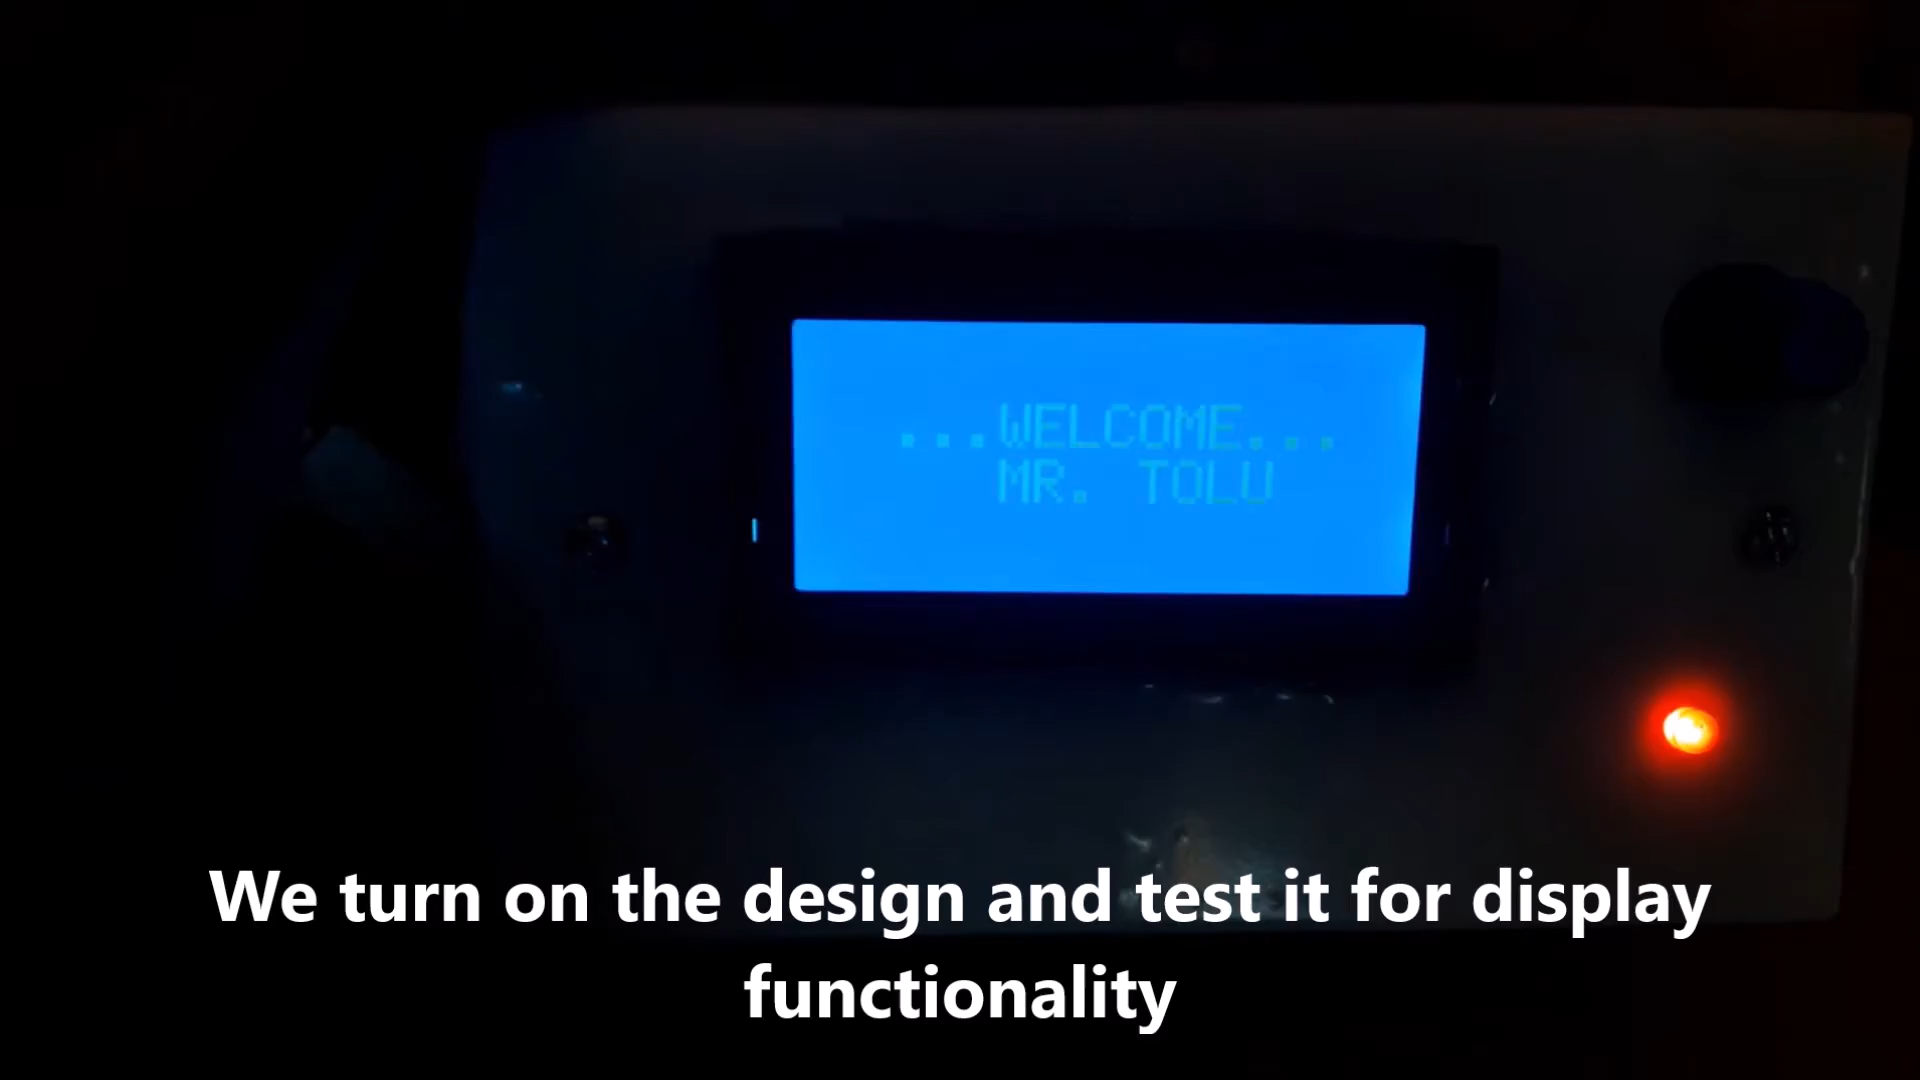 ...WELCOME...
MR. TOLU
We turn on the design and test it for display
functionality